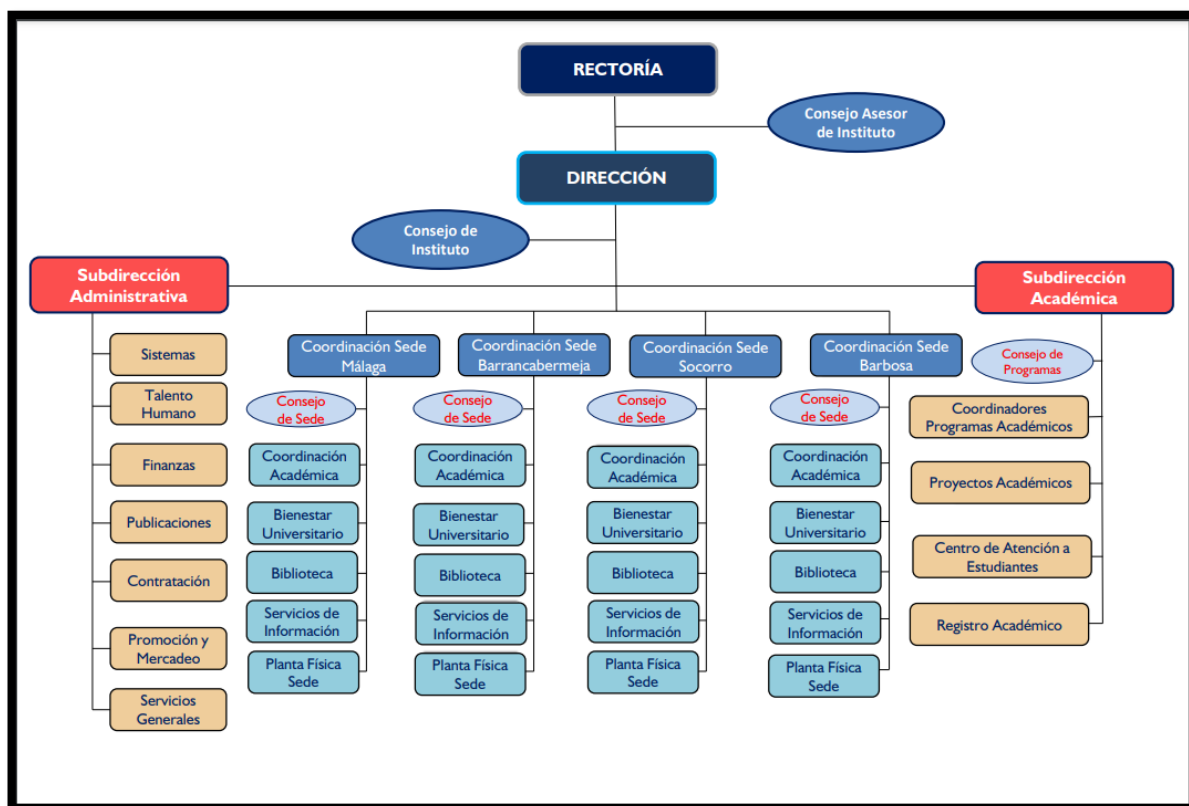 RECTORÍA
Consejo Asesor
de Instituto
DIRECCIÓN
Consejo de
Instituto
Subdirección
Administrativa
Subdirección
Académica
Sistemas
Talento
Humano
Finanzas
Publicaciones
Contratación
Promoción y
Mercadeo
Servicios
Generales
Coordinación Sede
Málaga
Consejo
de Sede
Coordinación
Académica
Bienestar
Universitario
Biblioteca
Servicios de
Información
Planta Física
Sede
Coordinación Sede
Barrancabermeja
Consejo
de Sede
Coordinación
Académica
Bienestar
Universitario
Biblioteca
Servicios de
Información
Planta Física
Sede
Coordinación Sede
Socorro
Consejo
de Sede
Coordinación
Académica
Bienestar
Universitario
Biblioteca
Servicios de
Información
Planta Física
Sede
Coordinación Sede
Barbosa
Consejo
de Sede
Coordinación
Académica
Bienestar
Universitario
Biblioteca
Servicios de
Información
Planta Física
Sede
Consejo de
Programas
Coordinadores
Programas Académicos
Proyectos Académicos
Centro de Atención a
Estudiantes
Registro Académico